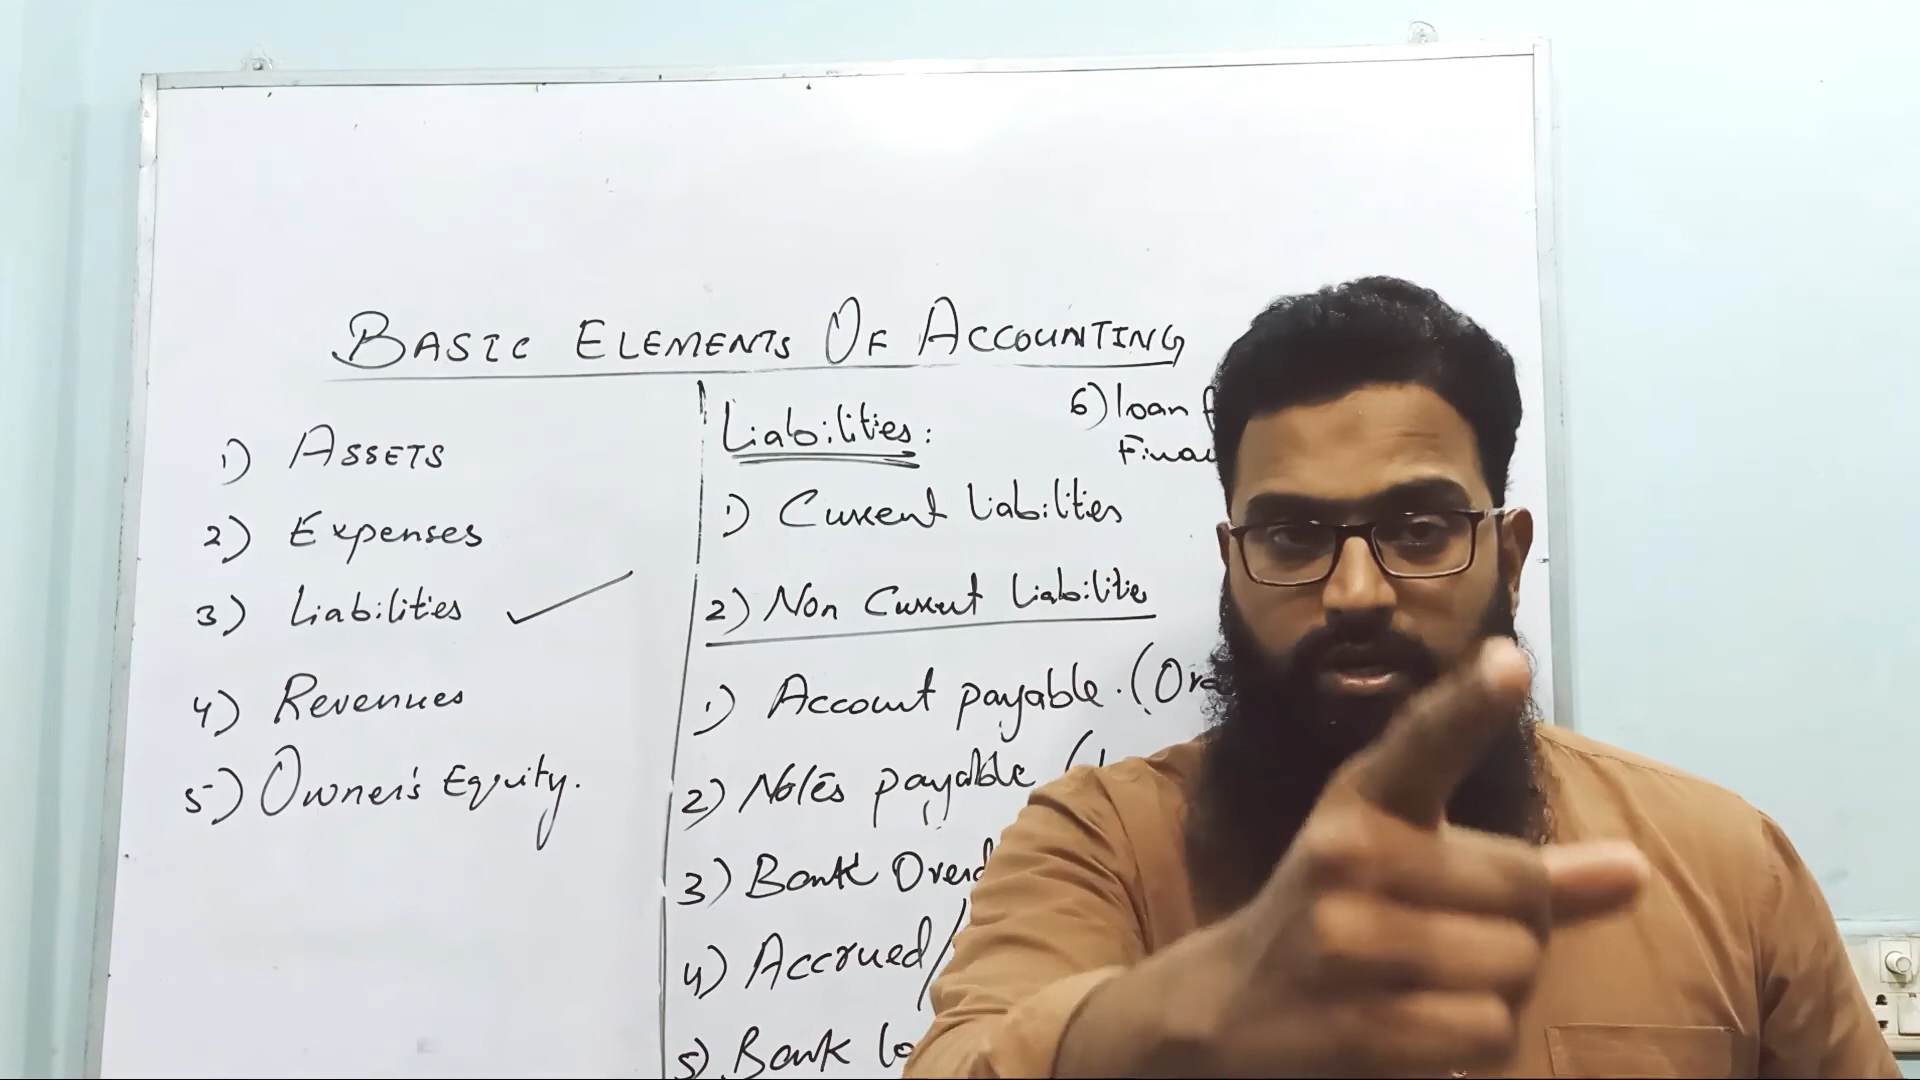 BASIC ELEMENTS OF ACCOUNTING
1) ASSETS
2) Expenses
3) Liabilities
4) Revenues
5) Owner's Equity.
Liabilities:
1) Current Liabilities
2) Non Current Liabilities
1) Account payable. (
2) Notes payable (
3) Bank
4) Accrued/
5) Bank
6) loan